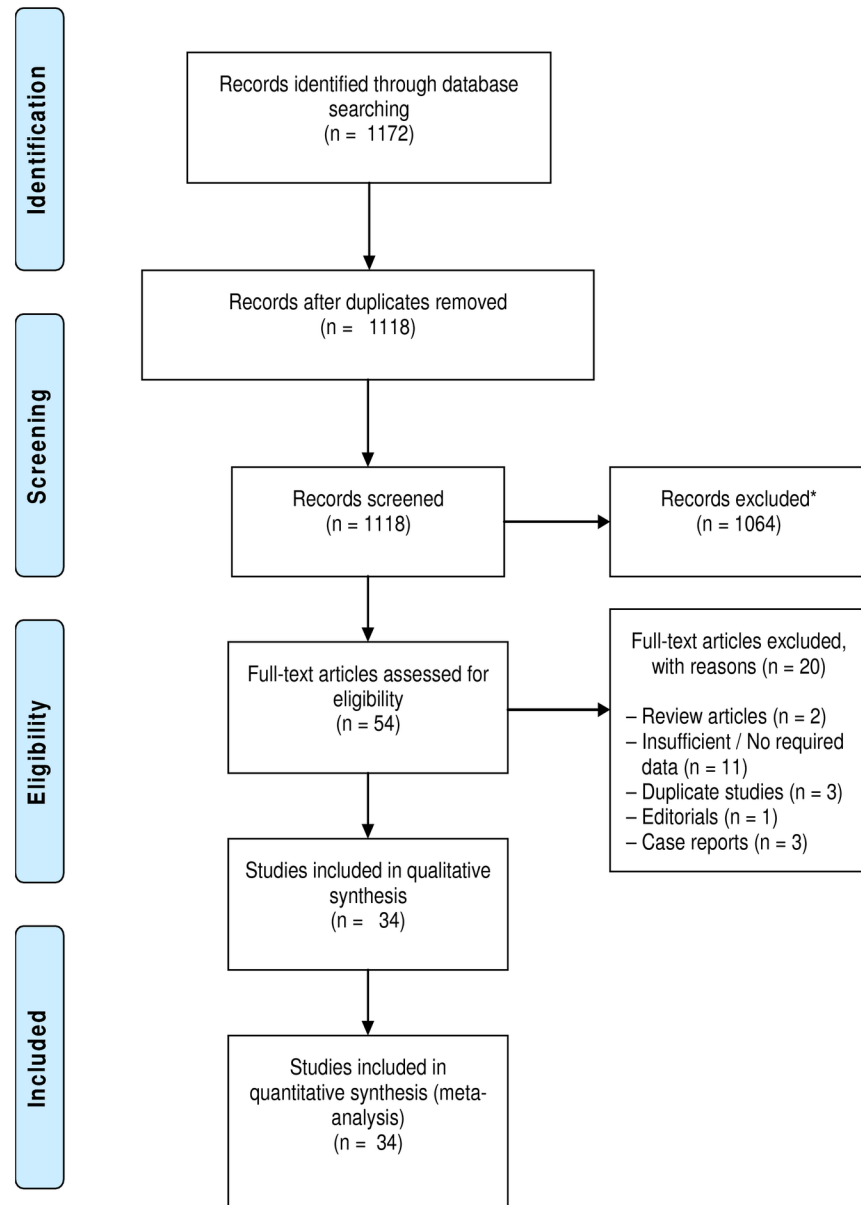 Identification
Records identified through database
searching
(n = 1172)
Records after duplicates removed
(n = 1118)
Screening
Records screened
(n = 1118)
Records excluded*
(n = 1064)
Eligibility
Full-text articles assessed for
eligibility
(n = 54)
Full-text articles excluded,
with reasons (n = 20)
– Review articles (n = 2)
– Insufficient / No required
data (n = 11)
– Duplicate studies (n = 3)
– Editorials (n = 1)
– Case reports (n = 3)
Studies included in qualitative
synthesis
(n = 34)
Included
Studies included in
quantitative synthesis (meta-
analysis)
(n = 34)